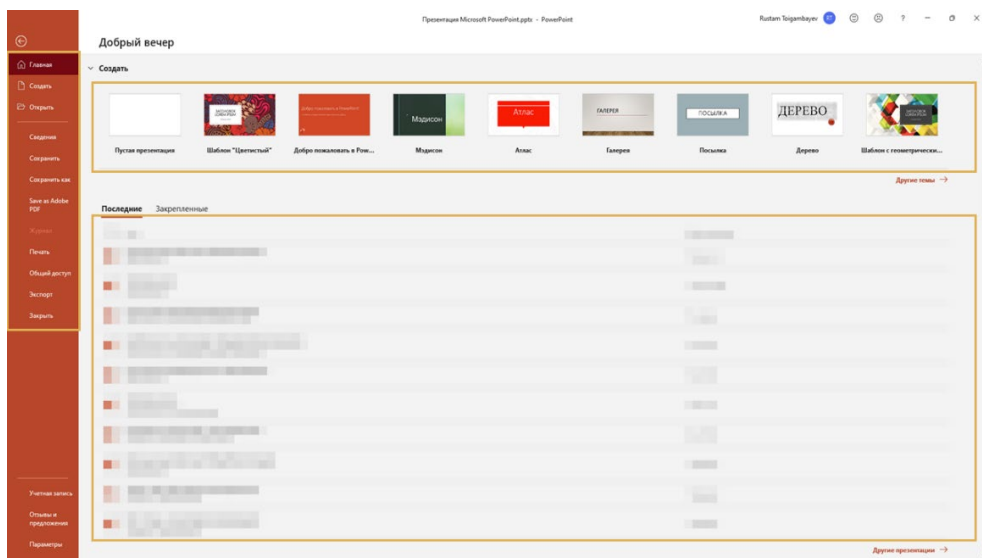 Презентация Microsoft PowerPoint.pptx - PowerPoint
Rustam Toigambayev
RT
?
Добрый вечер
Главная
Создать
Открыть
Сведения
Сохранить
Сохранить как
Save as Adobe
PDF
Журнал
Печать
Общий доступ
Экспорт
Закрыть
Учетная запись
Отзывы и
предложения
Параметры
Создать
Мэдисон
Атлас
ГАЛЕРЕЯ
ПОСЫЛКА
ДЕРЕВО
Пустая презентация
Шаблон "Цветистый"
Добро пожаловать в Pow...
Мэдисон
Атлас
Галерея
Посылка
Дерево
Шаблон с геометрически...
Другие темы
Последние
Закрепленные
Другие презентации